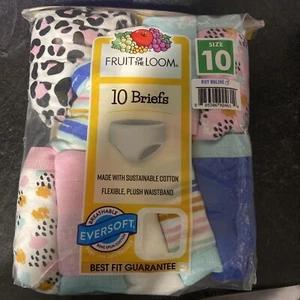 FRUIT OF THE LOOM®
SIZE
10
10 Briefs
MADE WITH SUSTAINABLE COTTON
FLEXIBLE, PLUSH WAISTBAND
BREATHABLE
EVERSOFT
BEST FIT GUARANTEE